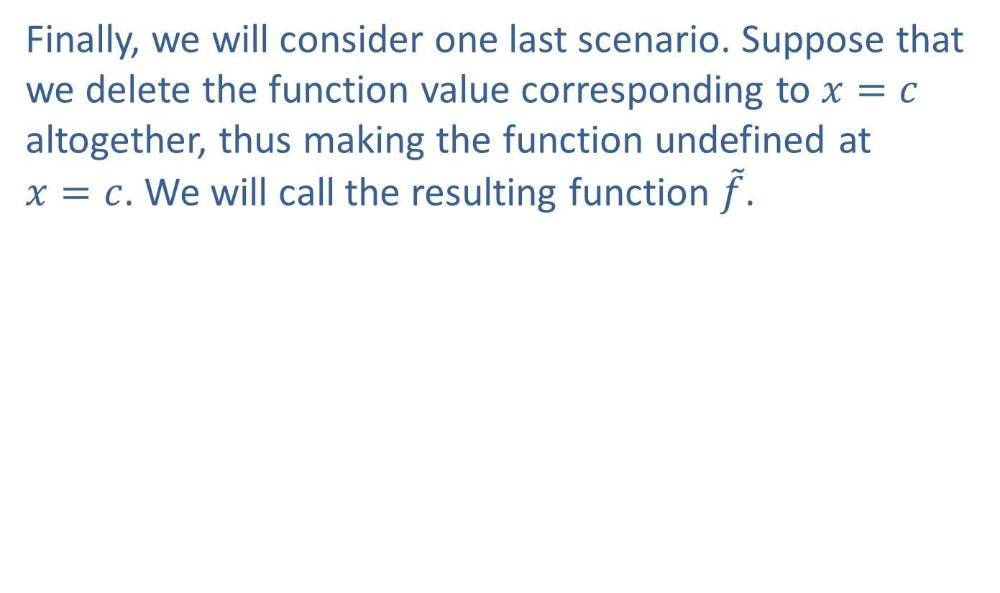 Finally, we will consider one last scenario. Suppose that
we delete the function value corresponding to 𝑥 = 𝑐
altogether, thus making the function undefined at
𝑥 = 𝑐. We will call the resulting function 𝑓̃.